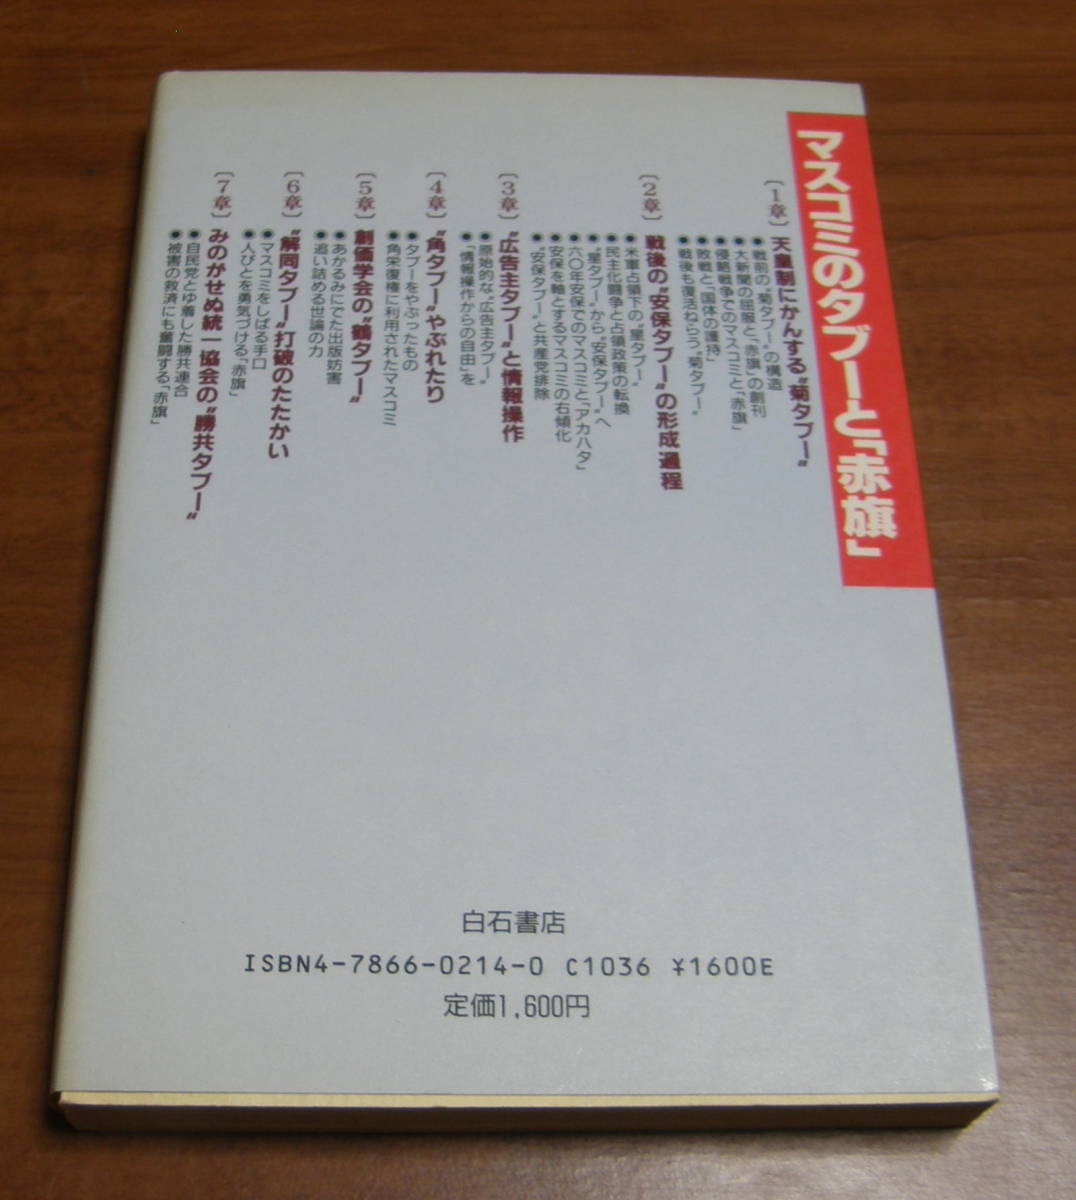 マスコミのタブーと「赤旗」
〔1章〕天皇制にかんする〝菊タブー〟
●戦前の〝菊タブー〟の構造
●大新聞の屈服と、「赤旗」の創刊
●侵略戦争でのマスコミと、「赤旗」
●敗戦と、「国体の護持」
●戦後も復活ねらう〝菊タブー〟
〔2章〕戦後の〝安保タブー〟の形成過程
●米軍占領下の〝星タブー〟
●民主化闘争と占領政策の転換
●〝星タブー〟から〝安保タブー〟へ
●六〇年安保でのマスコミと「アカハタ」
●安保を軸とするマスコミの右傾化
●〝安保タブー〟と共産党排除
〔3章〕〝広告主タブー〟と情報操作
●原始的な〝広告主タブー〟
●「情報操作からの自由」を
〔4章〕〝角タブー〟やぶれたり
●タブーをやぶったもの
●角栄復権に利用されたマスコミ
〔5章〕創価学会の〝鶴タブー〟
●あかるみにでた出版妨害
●追い詰める世論の力
〔6章〕〝解同タブー〟打破のたたかい
●マスコミをしばる手口
●人びとを勇気づける「赤旗」
〔7章〕みのがせぬ統一協会の〝勝共タブー〟
●自民党とゆ着した勝共連合
●被害の救済にも奮闘する「赤旗」
白石書店
ISBN4-7866-0214-0 C1036 ¥1600E
定価1,600円